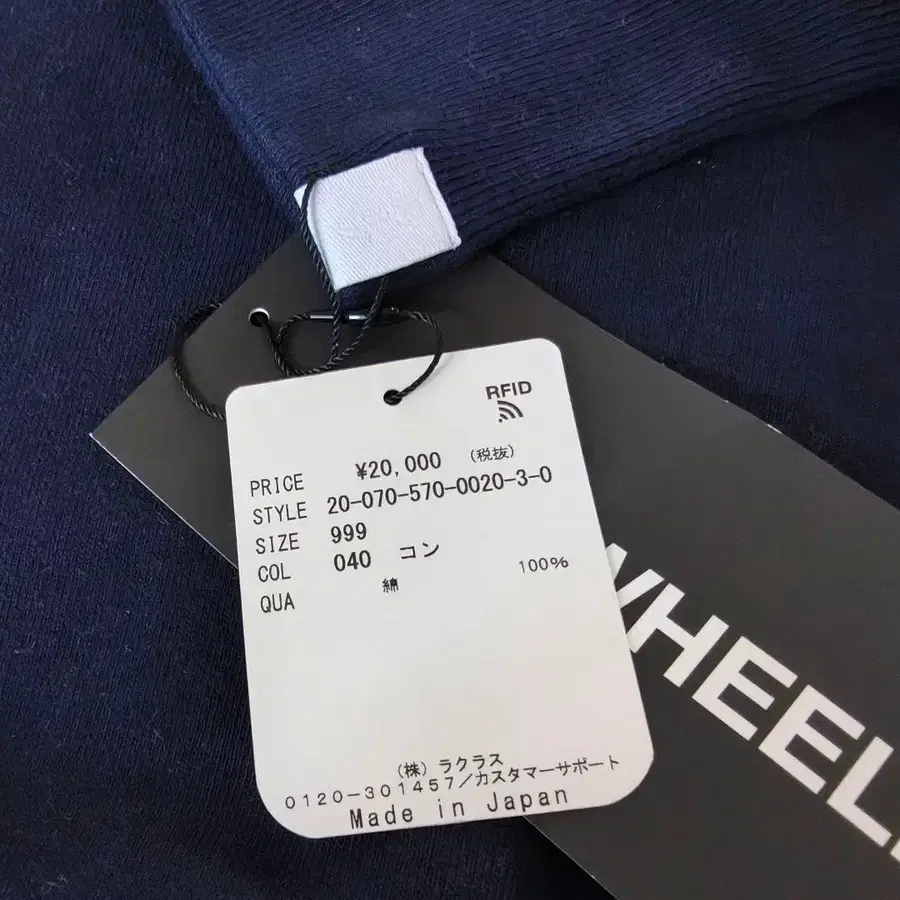 RFID
PRICE ¥20,000 (税抜)
STYLE 20-070-570-0020-3-0
SIZE 999
COL 040 コン
QUA 綿 100%
(株)ラクラス
0120-301457/カスタマーサポート
Made in Japan
WHEEL